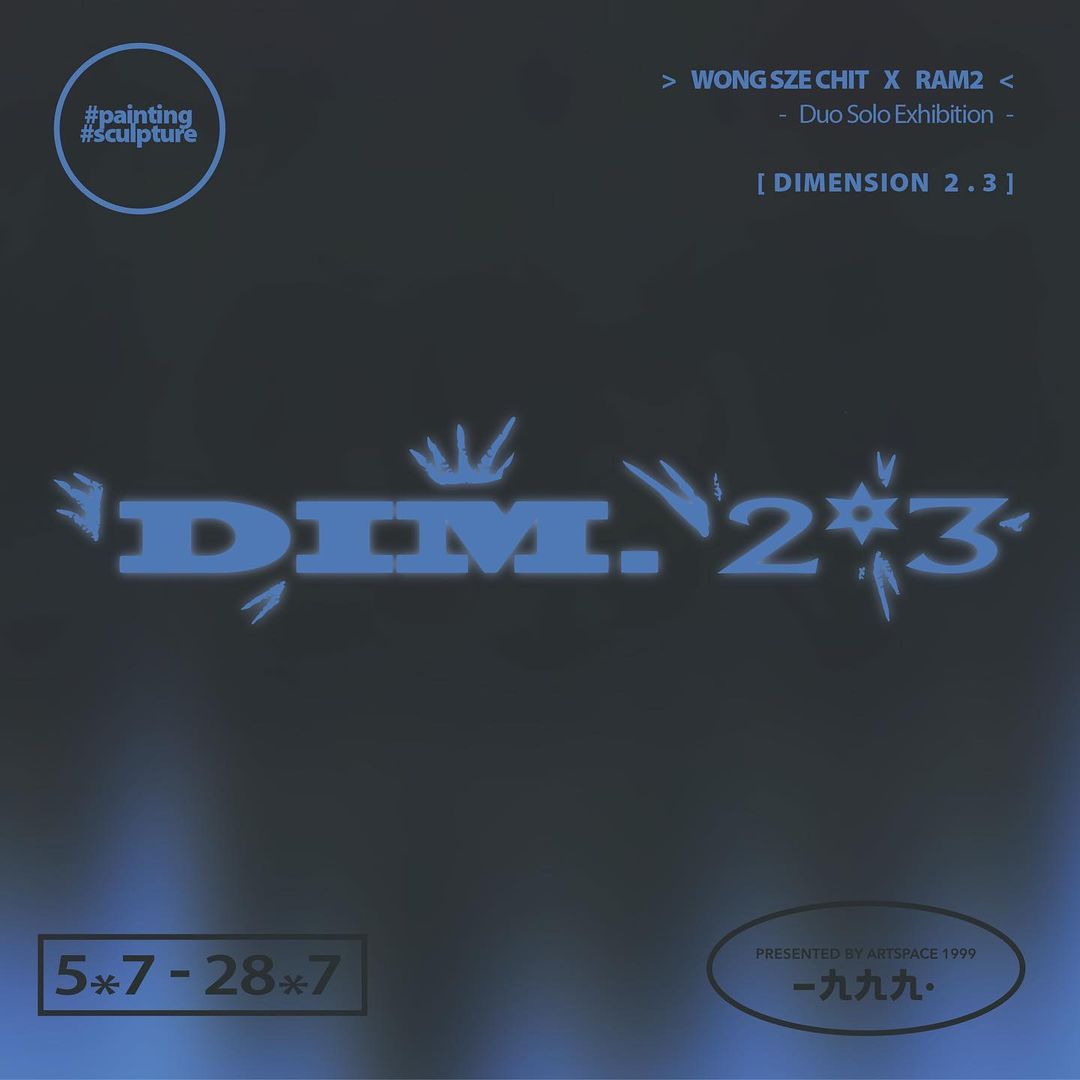 #painting
#sculpture
> WONG SZE CHIT X RAM2 <
- Duo Solo Exhibition -
[ DIMENSION 2.3 ]
DIM. 2✶3
5*7 - 28*7
PRESENTED BY ARTSPACE 1999
一九九九·